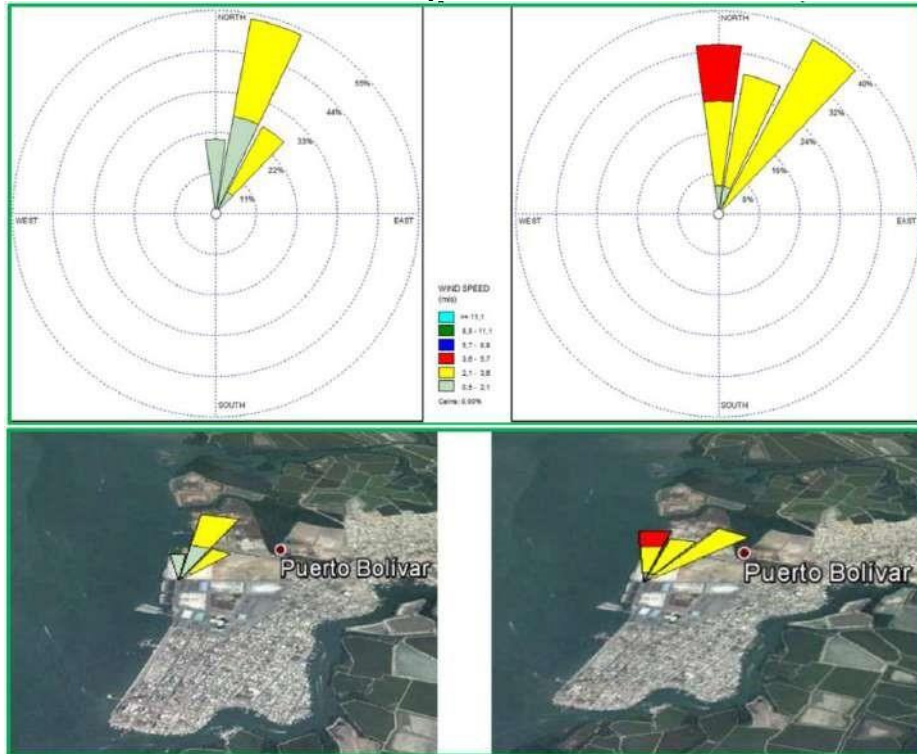 NORTH
55%
44%
33%
22%
11%
WEST
EAST
SOUTH
NORTH
40%
32%
24%
16%
8%
WEST
EAST
SOUTH
WIND SPEED
(m/s)
>= 11,1
8,8 - 11,1
5,7 - 8,8
3,6 - 5,7
2,1 - 3,6
0,5 - 2,1
Calms: 0.00%
Puerto Bolívar
Puerto Bolívar